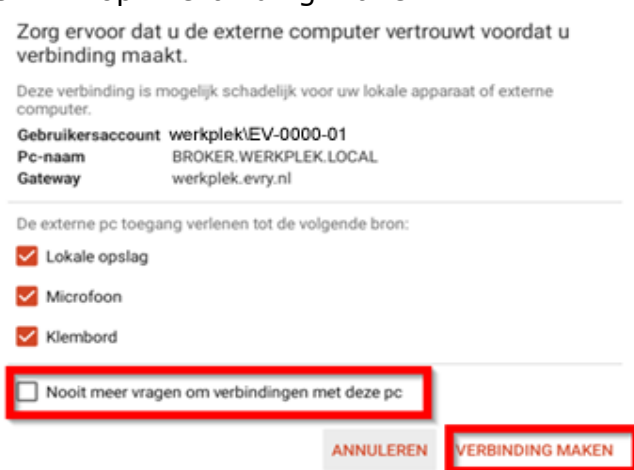 Zorg ervoor dat u de externe computer vertrouwt voordat u
verbinding maakt.
Deze verbinding is mogelijk schadelijk voor uw lokale apparaat of externe
computer.
Gebruikersaccount werkplek\EV-0000-01
Pc-naam BROKER.WERKPLEK.LOCAL
Gateway werkplek.evry.nl
De externe pc toegang verlenen tot de volgende bron:
Lokale opslag
Microfoon
Klembord
Nooit meer vragen om verbindingen met deze pc
ANNULEREN VERBINDING MAKEN